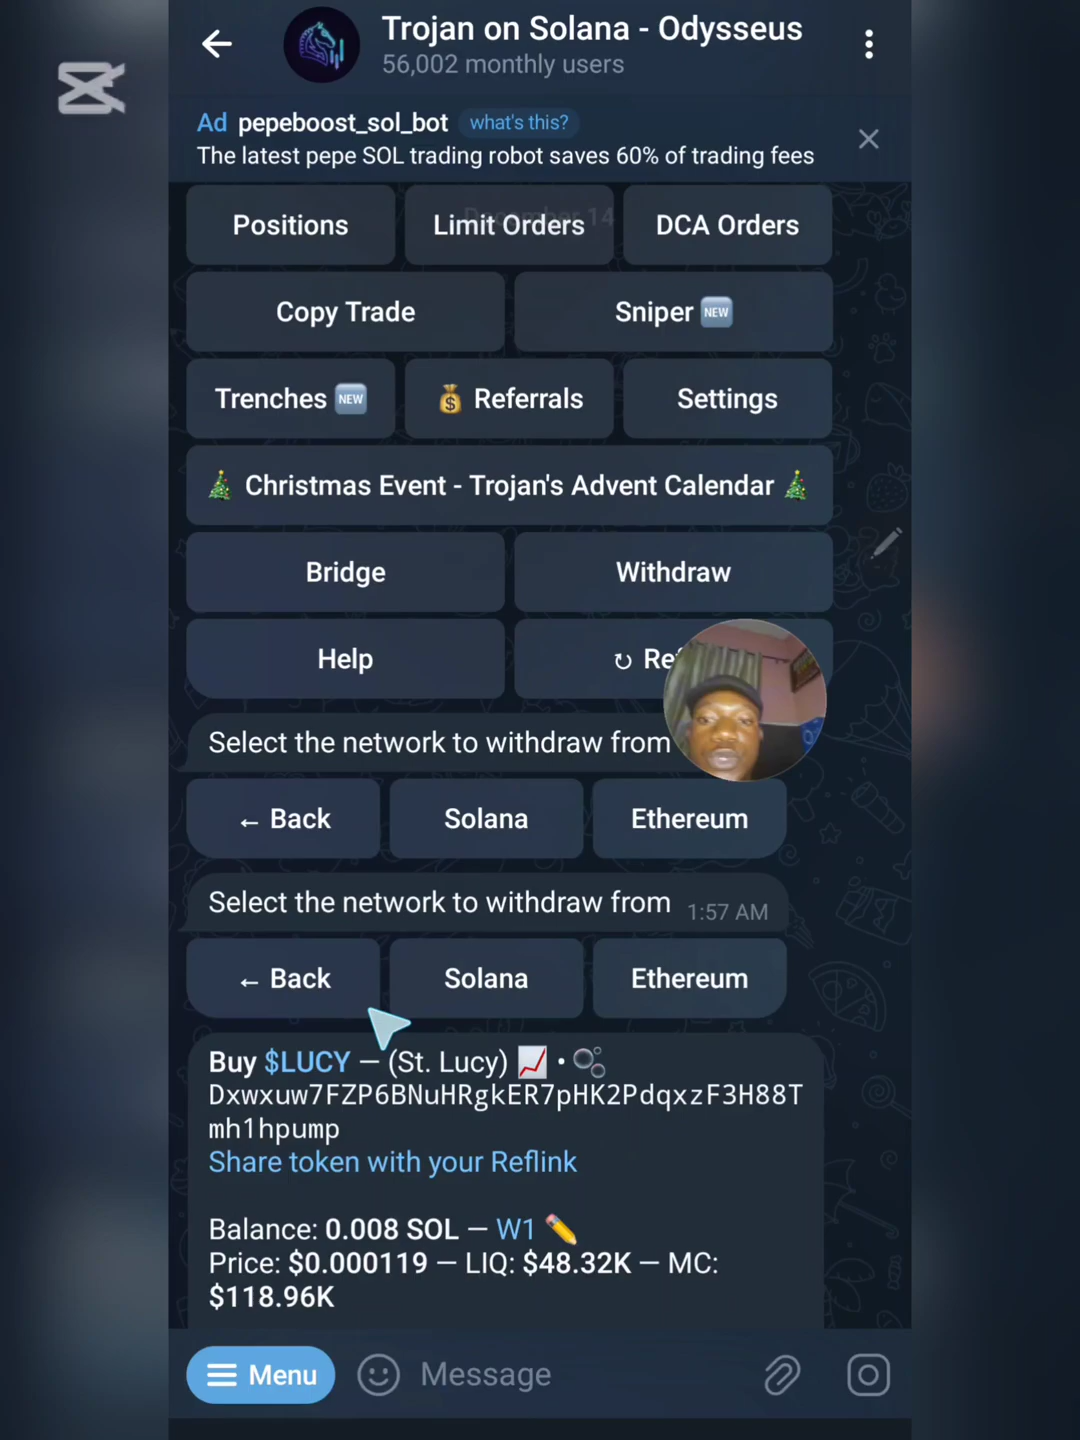 Trojan on Solana - Odysseus
56,002 monthly users
Ad pepeboost_sol_bot what's this?
The latest pepe SOL trading robot saves 60% of trading fees
December 14
Positions Limit Orders DCA Orders
Copy Trade Sniper NEW
Trenches NEW Referrals Settings
Christmas Event - Trojan's Advent Calendar
Bridge Withdraw
Help
Select the network to withdraw from
← Back Solana Ethereum
Select the network to withdraw from 1:57 AM
← Back Solana Ethereum
Buy $LUCY — (St. Lucy) •
Dxwxuw7FZP6BNuHRgkER7pHK2PdqxzF3H88T
mh1hpump
Share token with your Reflink
Balance: 0.008 SOL — W1
Price: $0.000119 — LIQ: $48.32K — MC:
$118.96K
Menu Message